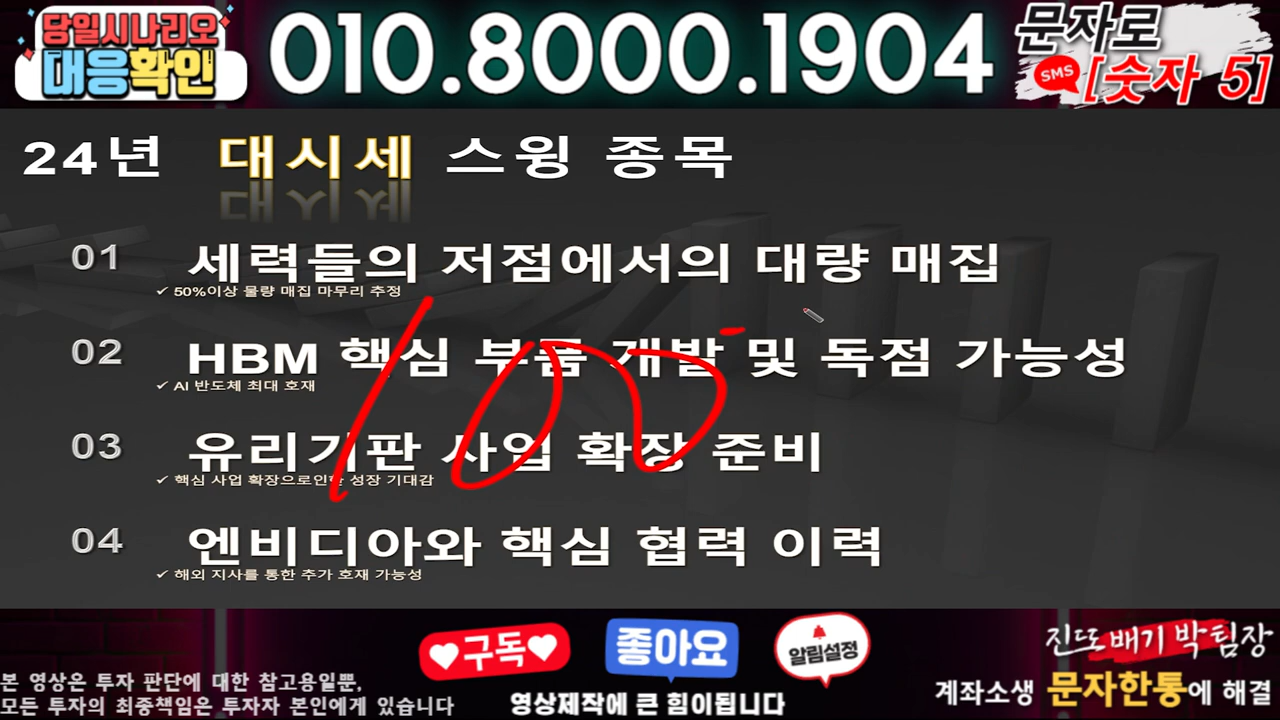 당일시나리오
대응확인
010.8000.1904
문자로
SMS [숫자 5]
24년 대시세 스윙 종목
01 세력들의 저점에서의 대량 매집
✓ 50%이상 물량 매집 마무리 추정
02 HBM 핵심 부품 개발 및 독점 가능성
✓ AI 반도체 최대 호재
03 유리기판 사업 확장 준비
✓ 핵심 사업 확장으로인한 성장 기대감
04 엔비디아와 핵심 협력 이력
✓ 해외 지사를 통한 추가 호재 가능성
100
구독
좋아요
알림설정
영상제작에 큰 힘이됩니다
본 영상은 투자 판단에 대한 참고용일뿐,
모든 투자의 최종책임은 투자자 본인에게 있습니다
진또배기 박팀장
계좌소생 문자한통에 해결